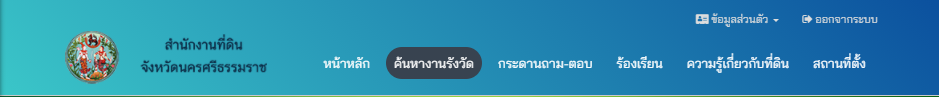 ข้อมูลส่วนตัว ออกจากระบบ
สำนักงานที่ดิน
จังหวัดนครศรีธรรมราช
หน้าหลัก ค้นหางานรังวัด กระดานถาม-ตอบ ร้องเรียน ความรู้เกี่ยวกับที่ดิน สถานที่ตั้ง